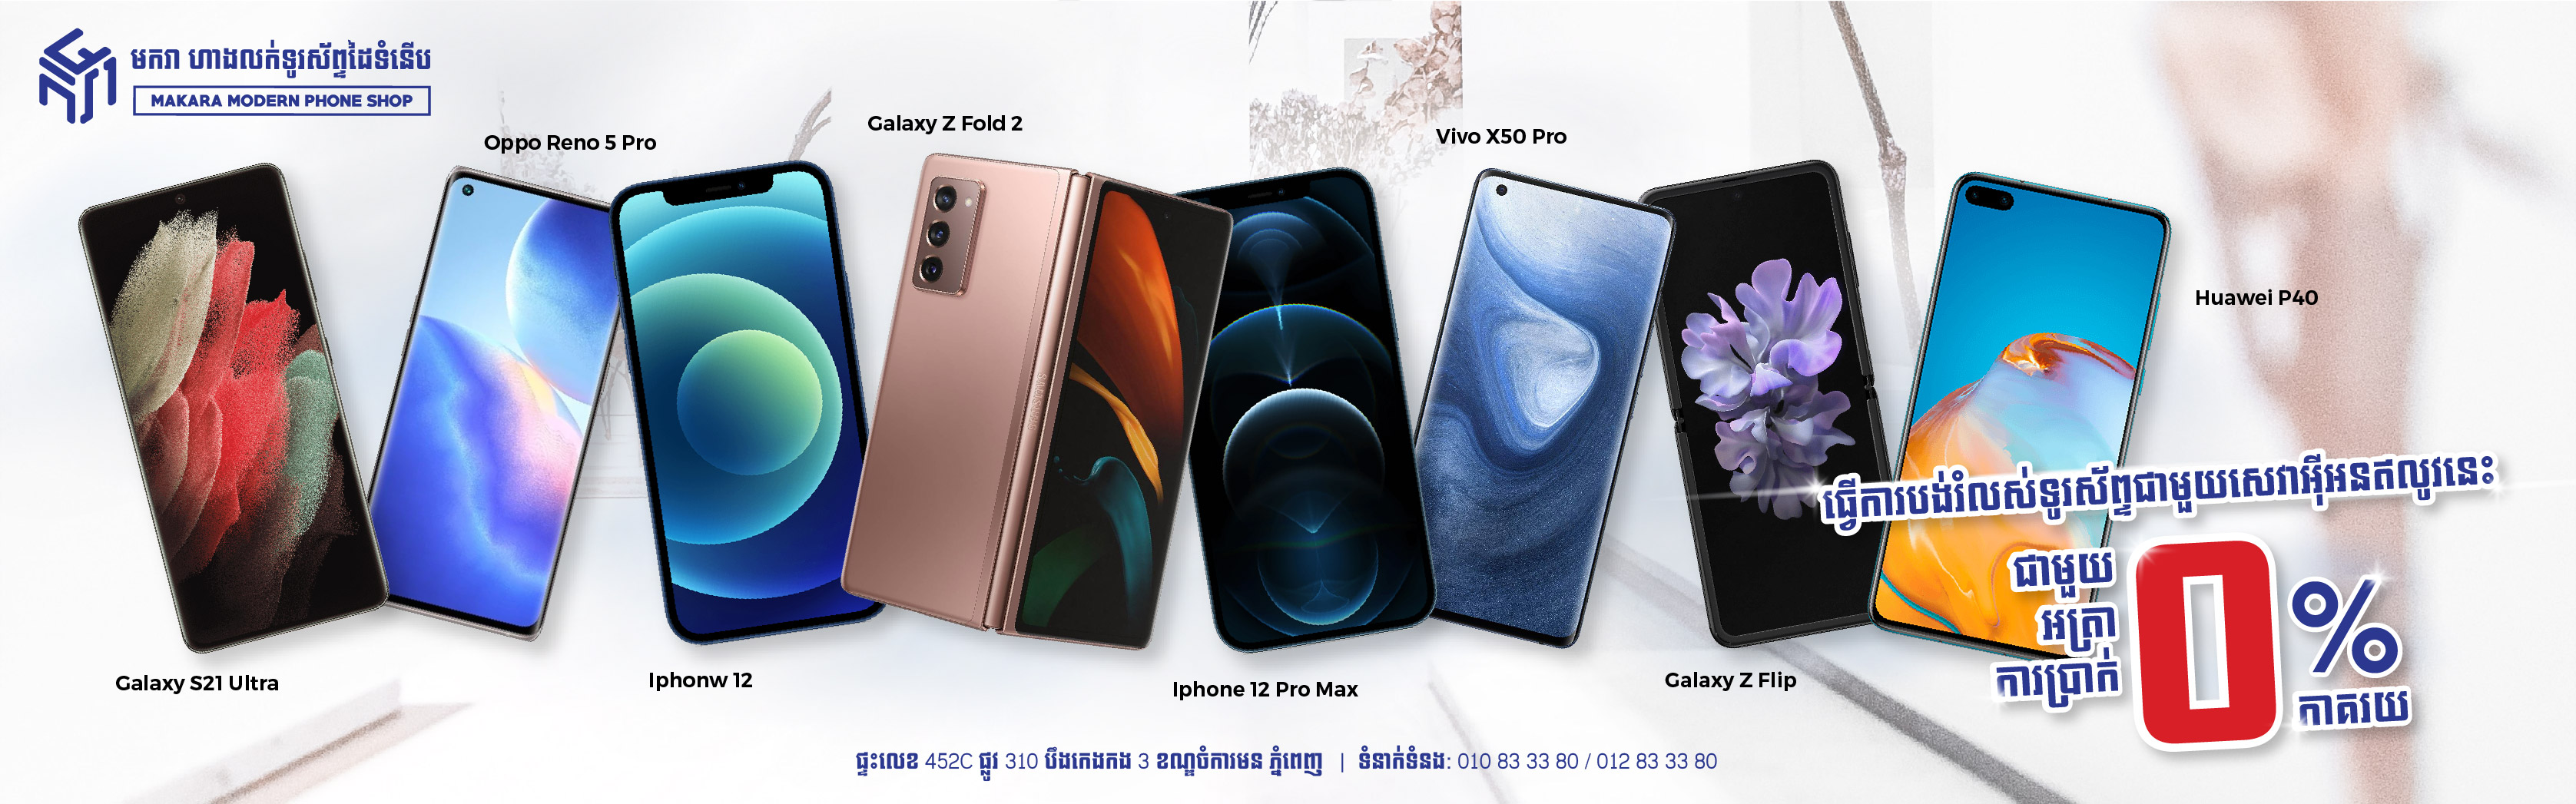 មករា ហាងលក់ទូរស័ព្ទដៃទំនើប
MAKARA MODERN PHONE SHOP
Oppo Reno 5 Pro
Galaxy Z Fold 2
Vivo X50 Pro
Huawei P40
SAMSUNG
Galaxy S21 Ultra
Iphonw 12
Iphone 12 Pro Max
Galaxy Z Flip
ធ្វើការបង់រំលស់ទូរស័ព្ទជាមួយសេវាអ៊ីអនឥលូវនេះ
ជាមួយ
អត្រា
ការប្រាក់
0%
ភាគរយ
ផ្ទះលេខ 452C ផ្លូវ 310 បឹងកេងកង 3 ខណ្ឌចំការមន ភ្នំពេញ | ទំនាក់ទំនង: 010 83 33 80 / 012 83 33 80